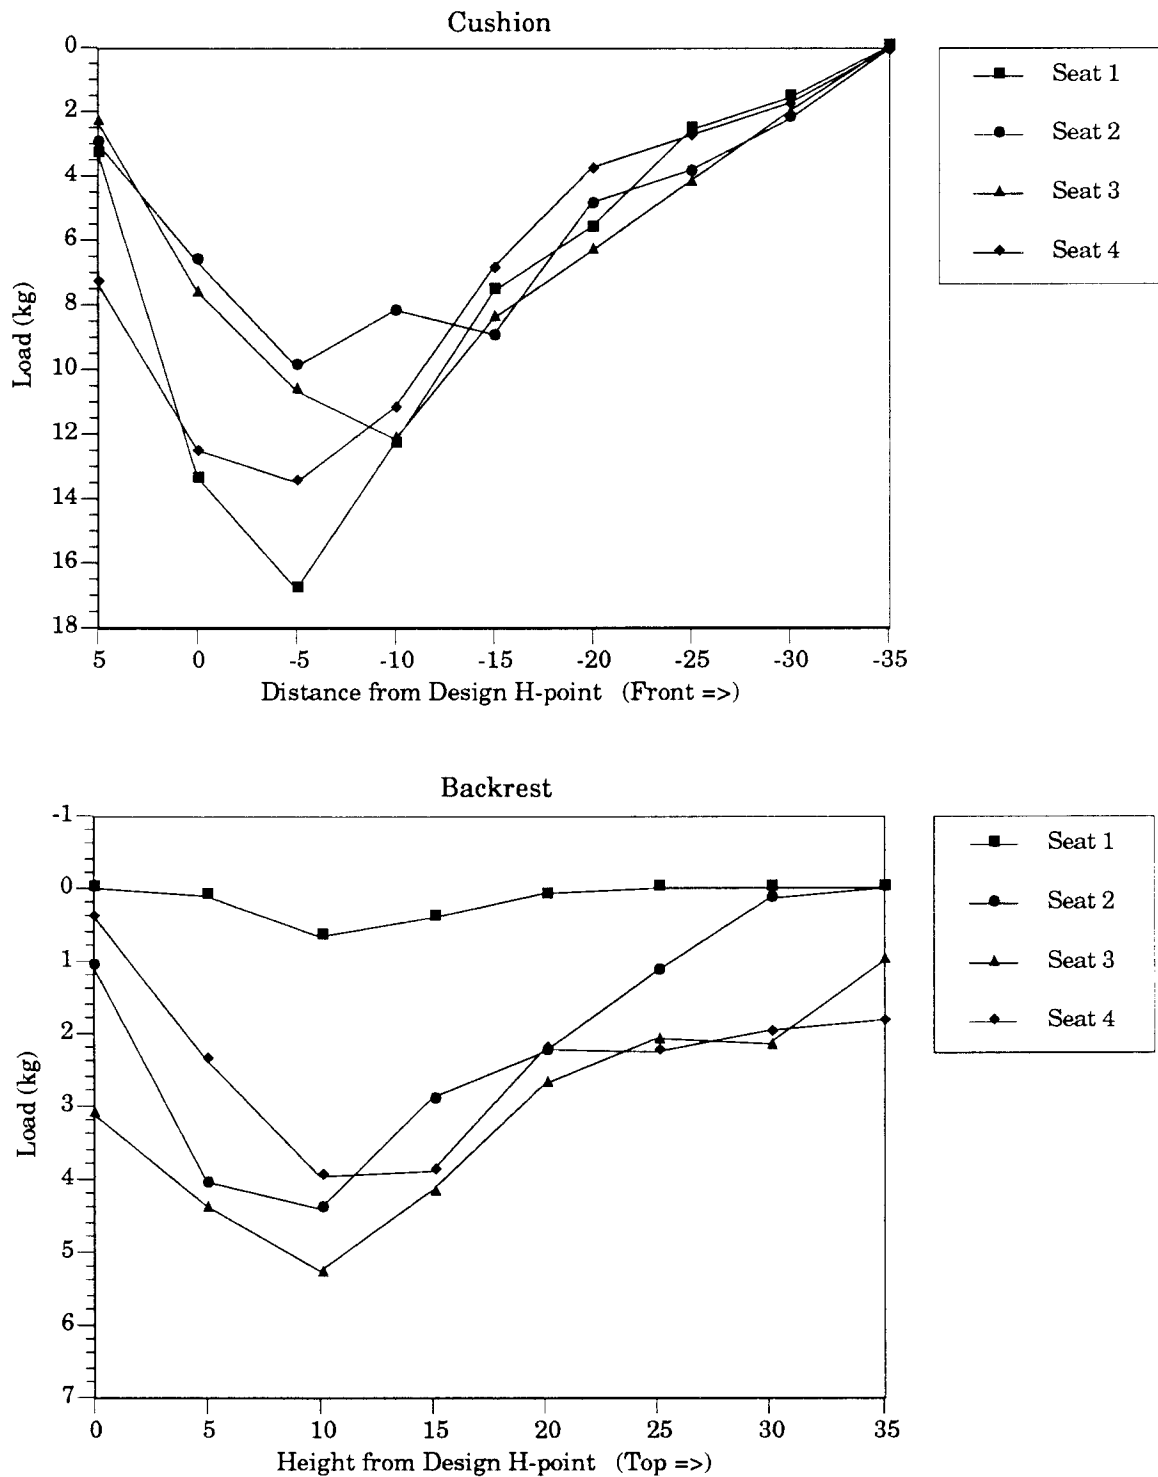 Cushion
0
2
4
6
8
10
12
14
16
18
Load (kg)
5 0 -5 -10 -15 -20 -25 -30 -35
Distance from Design H-point (Front =>)
Seat 1
Seat 2
Seat 3
Seat 4
Backrest
-1
0
1
2
3
4
5
6
7
Load (kg)
0 5 10 15 20 25 30 35
Height from Design H-point (Top =>)
Seat 1
Seat 2
Seat 3
Seat 4